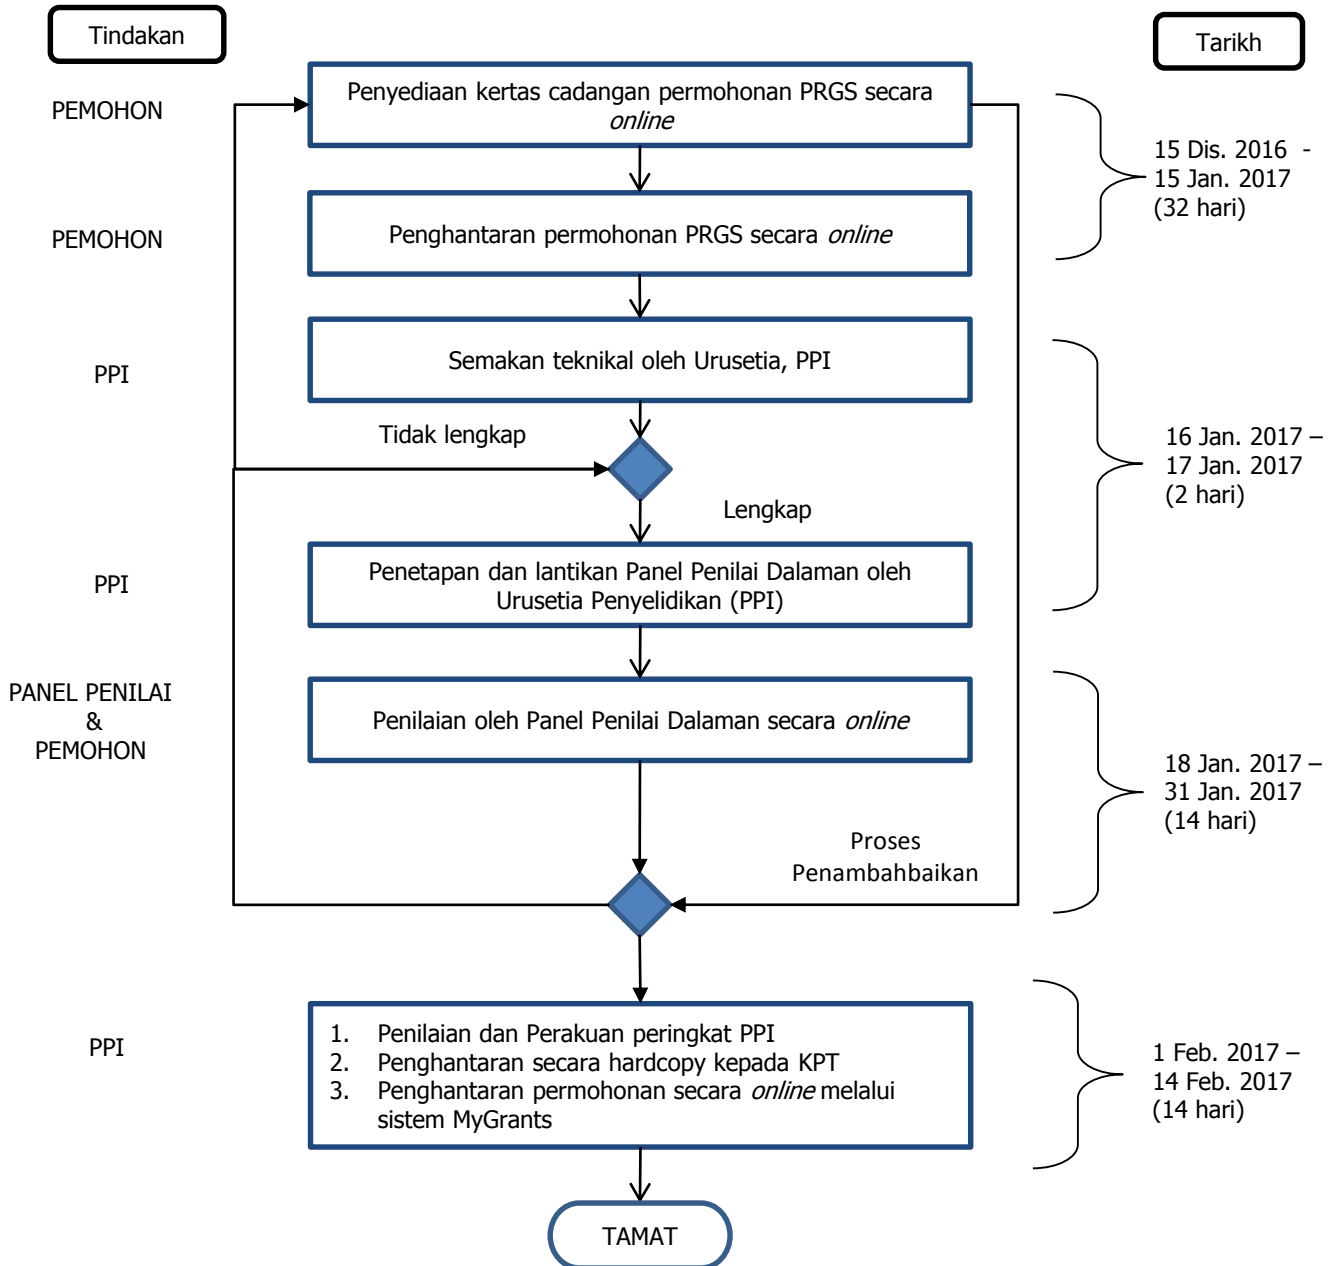 Tindakan
Tarikh
PEMOHON
Penyediaan kertas cadangan permohonan PRGS secara
online
15 Dis. 2016 -
15 Jan. 2017
(32 hari)
PEMOHON
Penghantaran permohonan PRGS secara online
PPI
Semakan teknikal oleh Urusetia, PPI
Tidak lengkap
16 Jan. 2017 –
17 Jan. 2017
(2 hari)
Lengkap
PPI
Penetapan dan lantikan Panel Penilai Dalaman oleh
Urusetia Penyelidikan (PPI)
PANEL PENILAI
&
PEMOHON
Penilaian oleh Panel Penilai Dalaman secara online
18 Jan. 2017 –
31 Jan. 2017
(14 hari)
Proses
Penambahbaikan
PPI
1. Penilaian dan Perakuan peringkat PPI
2. Penghantaran secara hardcopy kepada KPT
3. Penghantaran permohonan secara online melalui
sistem MyGrants
1 Feb. 2017 –
14 Feb. 2017
(14 hari)
TAMAT